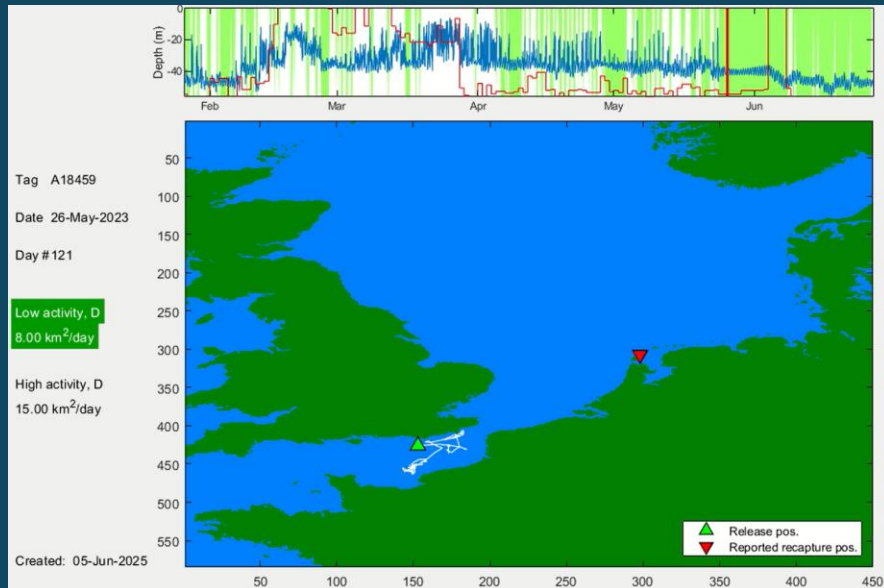 0
-20
-40
Depth (m)
Feb Mar Apr May Jun
Tag A18459
Date 26-May-2023
Day # 121
Low activity, D
8.00 km²/day
High activity, D
15.00 km²/day
Created: 05-Jun-2025
50
100
150
200
250
300
350
400
450
500
550
Release pos.
Reported recapture pos.
50 100 150 200 250 300 350 400 450